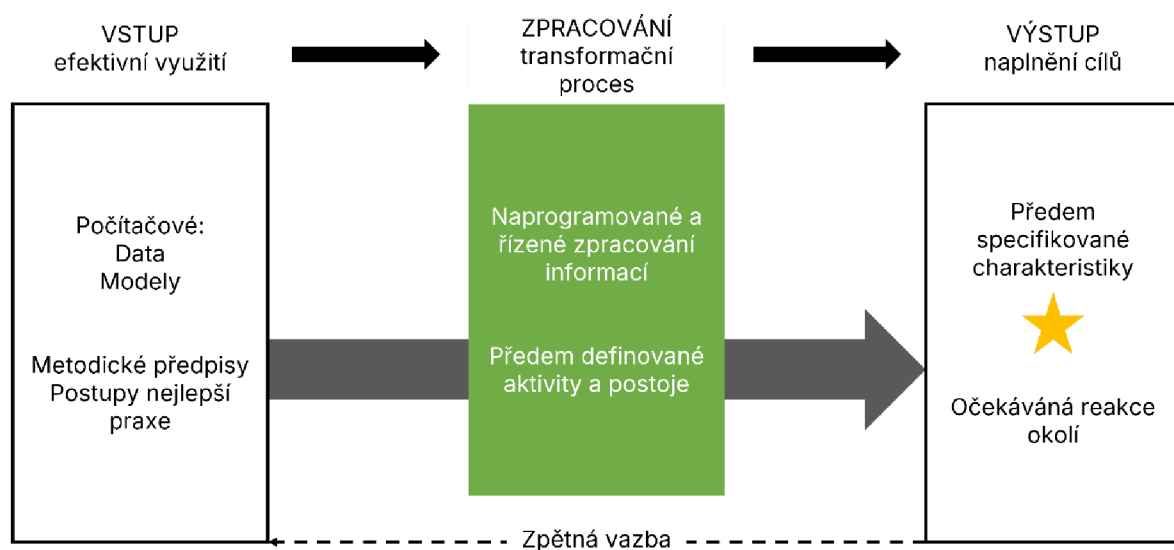 VSTUP
efektivní využití
ZPRACOVÁNÍ
transformační
proces
VÝSTUP
naplnění cílů
Počítačové:
Data
Modely
Metodické předpisy
Postupy nejlepší
praxe
Naprogramované a
řízené zpracování
informací
Předem definované
aktivity a postoje
Předem
specifikované
charakteristiky
Očekáváná reakce
okolí
Zpětná vazba